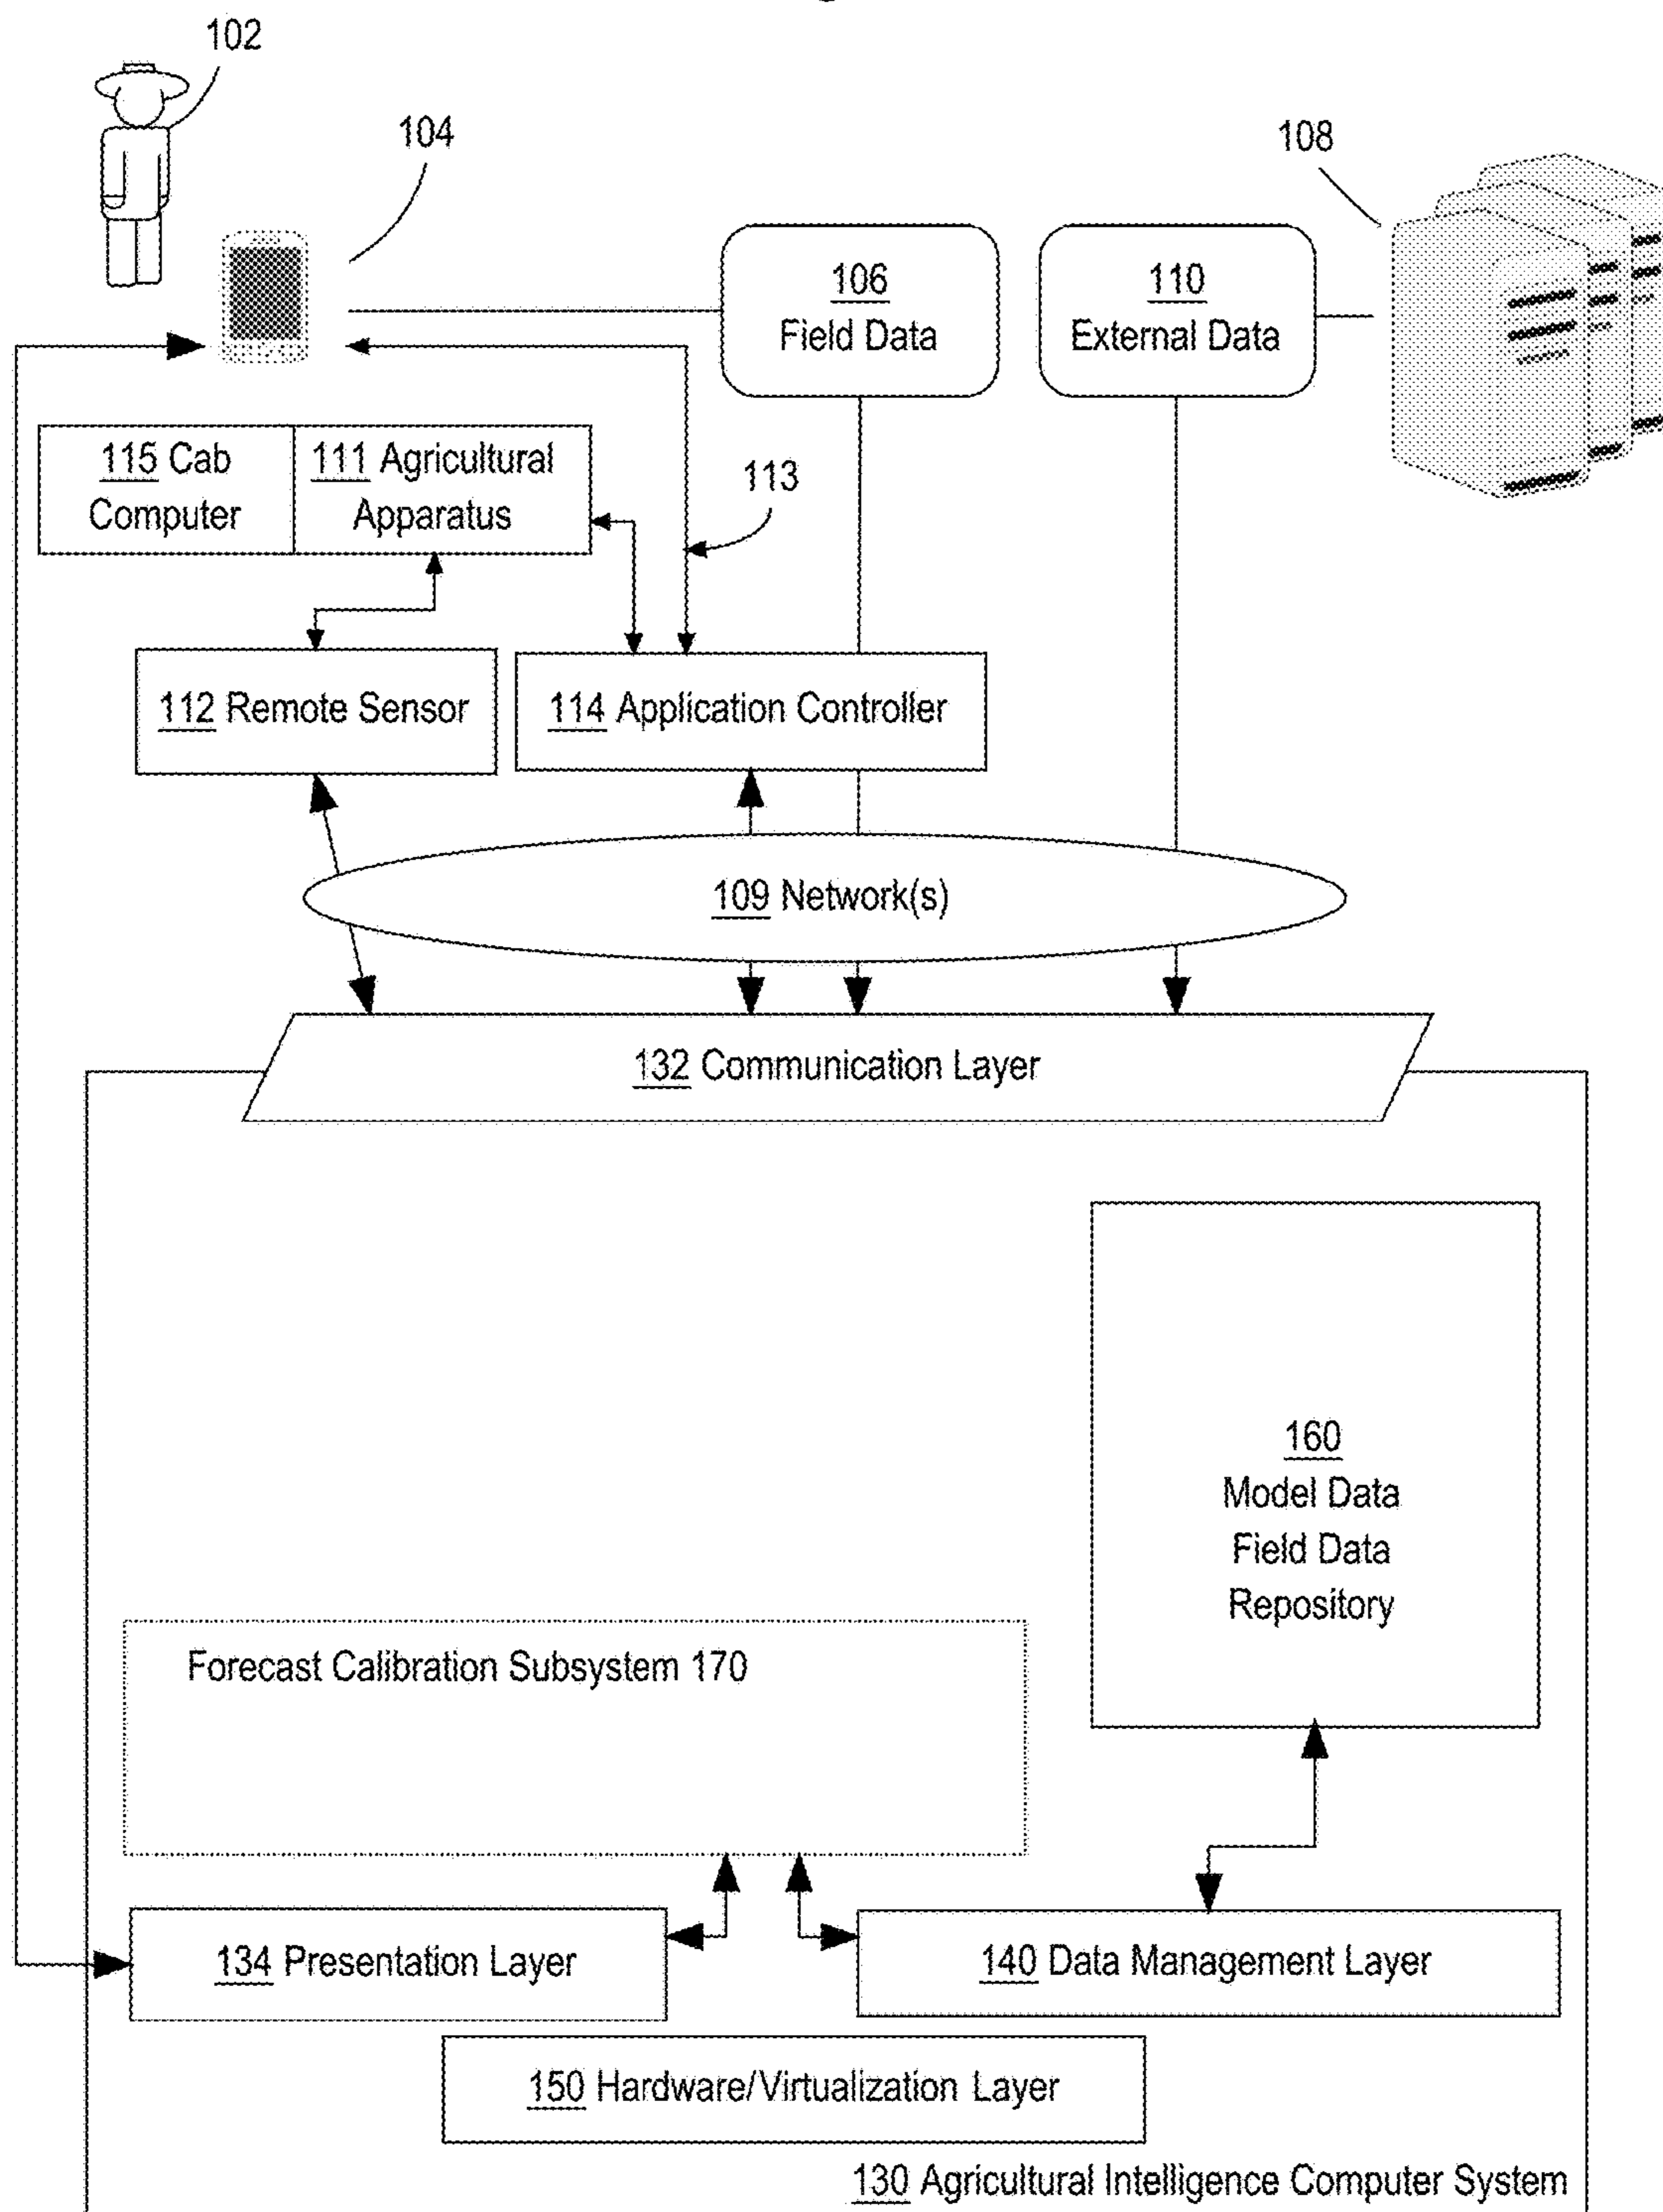 102
104
108
106
Field Data
110
External Data
115 Cab
Computer
111 Agricultural
Apparatus
113
112 Remote Sensor
114 Application Controller
109 Network(s)
132 Communication Layer
160
Model Data
Field Data
Repository
Forecast Calibration Subsystem 170
134 Presentation Layer
140 Data Management Layer
150 Hardware/Virtualization Layer
130 Agricultural Intelligence Computer System